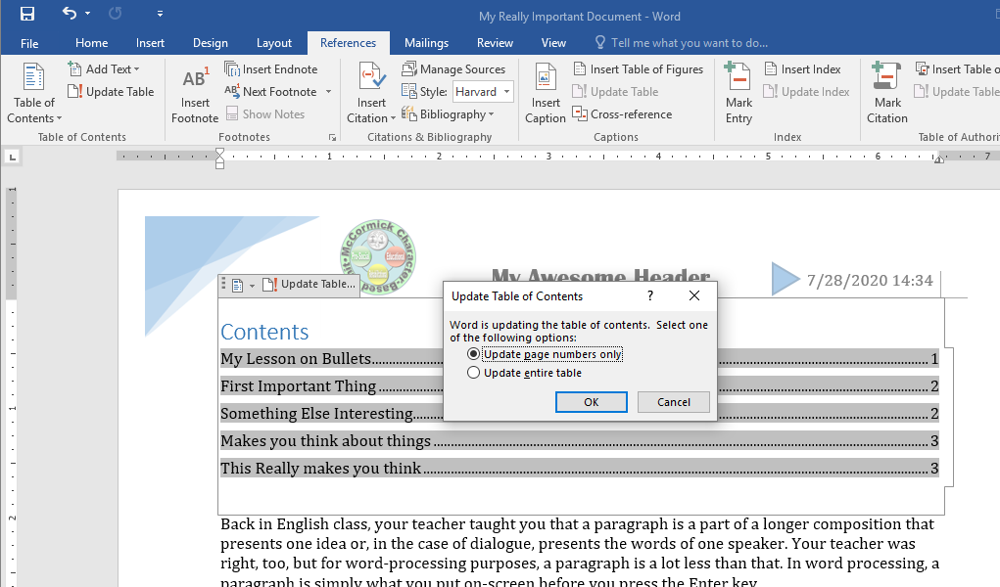 My Really Important Document - Word
File Home Insert Design Layout References Mailings Review View Tell me what you want to do...
Table of Contents
Add Text
Update Table
AB1
Insert Footnote
Insert Endnote
AB1 Next Footnote
Show Notes
Insert Citation
Manage Sources
Style: Harvard
Bibliography
Insert Caption
Insert Table of Figures
Update Table
Cross-reference
Mark Entry
Insert Index
Update Index
Mark Citation
Insert Table o
Update Table
Table of Contents Footnotes Citations & Bibliography Captions Index Table of Authori
L
1 2 3 4 5 6 7
1
1
2
McCormick Character-Based
My Awesome Header
7/28/2020 14:34
Update Table...
Contents
My Lesson on Bullets 1
First Important Thing 2
Something Else Interesting 2
Makes you think about things 3
This Really makes you think 3
Update Table of Contents ?
Word is updating the table of contents. Select one
of the following options:
Update page numbers only
Update entire table
OK Cancel
Back in English class, your teacher taught you that a paragraph is a part of a longer composition that
presents one idea or, in the case of dialogue, presents the words of one speaker. Your teacher was
right, too, but for word-processing purposes, a paragraph is a lot less than that. In word processing, a
paragraph is simply what you put on-screen before you press the Enter key.